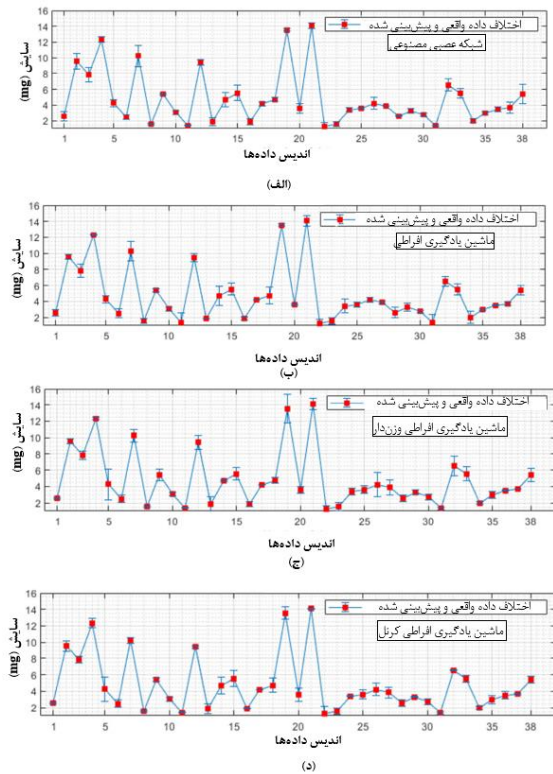 اختلاف داده واقعی و پیش‌بینی شده
شبکه عصبی مصنوعی
سایش (mg)
16
14
12
10
8
6
4
2
1 5 10 15 20 25 30 35 38
اندیس داده‌ها
(الف)
اختلاف داده واقعی و پیش‌بینی شده
ماشین یادگیری افراطی
سایش (mg)
16
14
12
10
8
6
4
2
1 5 10 15 20 25 30 35 38
اندیس داده‌ها
(ب)
اختلاف داده واقعی و پیش‌بینی شده
ماشین یادگیری افراطی وزن‌دار
سایش (mg)
16
14
12
10
8
6
4
2
1 5 10 15 20 25 30 35 38
اندیس داده‌ها
(ج)
اختلاف داده واقعی و پیش‌بینی شده
ماشین یادگیری افراطی کرنل
سایش (mg)
16
14
12
10
8
6
4
2
1 5 10 15 20 25 30 35 38
اندیس داده‌ها
(د)